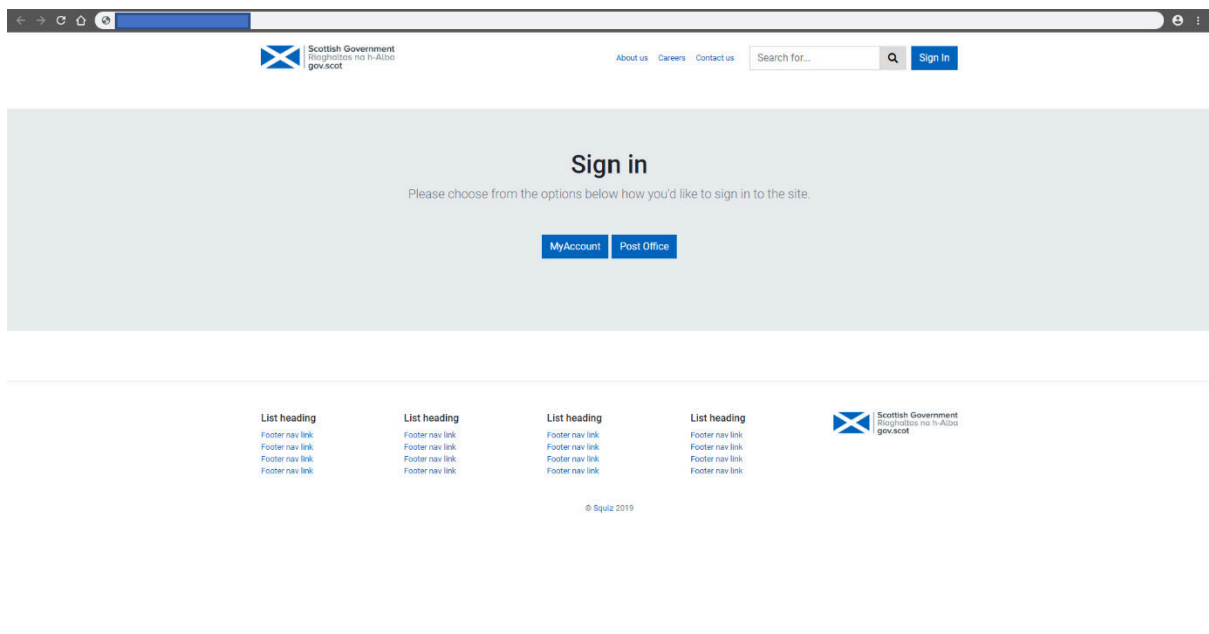 Scottish Government
Riaghaltas na h-Alba
gov.scot
About us Careers Contact us Search for... Sign In
Sign in
Please choose from the options below how you'd like to sign in to the site.
MyAccount Post Office
List heading List heading List heading List heading
Footer nav link Footer nav link Footer nav link Footer nav link
Footer nav link Footer nav link Footer nav link Footer nav link
Footer nav link Footer nav link Footer nav link Footer nav link
Footer nav link Footer nav link Footer nav link Footer nav link
Scottish Government
Riaghaltas na h-Alba
gov.scot
© Squiz 2019